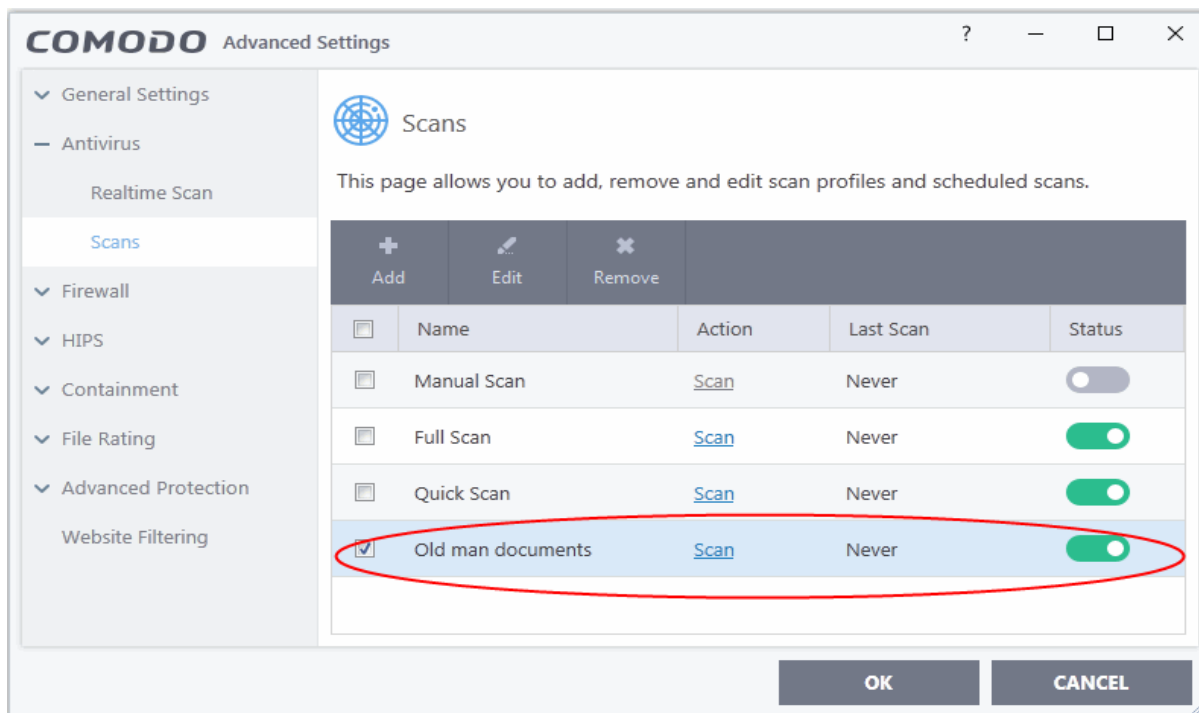 COMODO Advanced Settings ?
General Settings
Antivirus
Realtime Scan
Scans
Firewall
HIPS
Containment
File Rating
Advanced Protection
Website Filtering
Scans
This page allows you to add, remove and edit scan profiles and scheduled scans.
Add Edit Remove
Name Action Last Scan Status
Manual Scan Scan Never
Full Scan Scan Never
Quick Scan Scan Never
Old man documents Scan Never
OK CANCEL